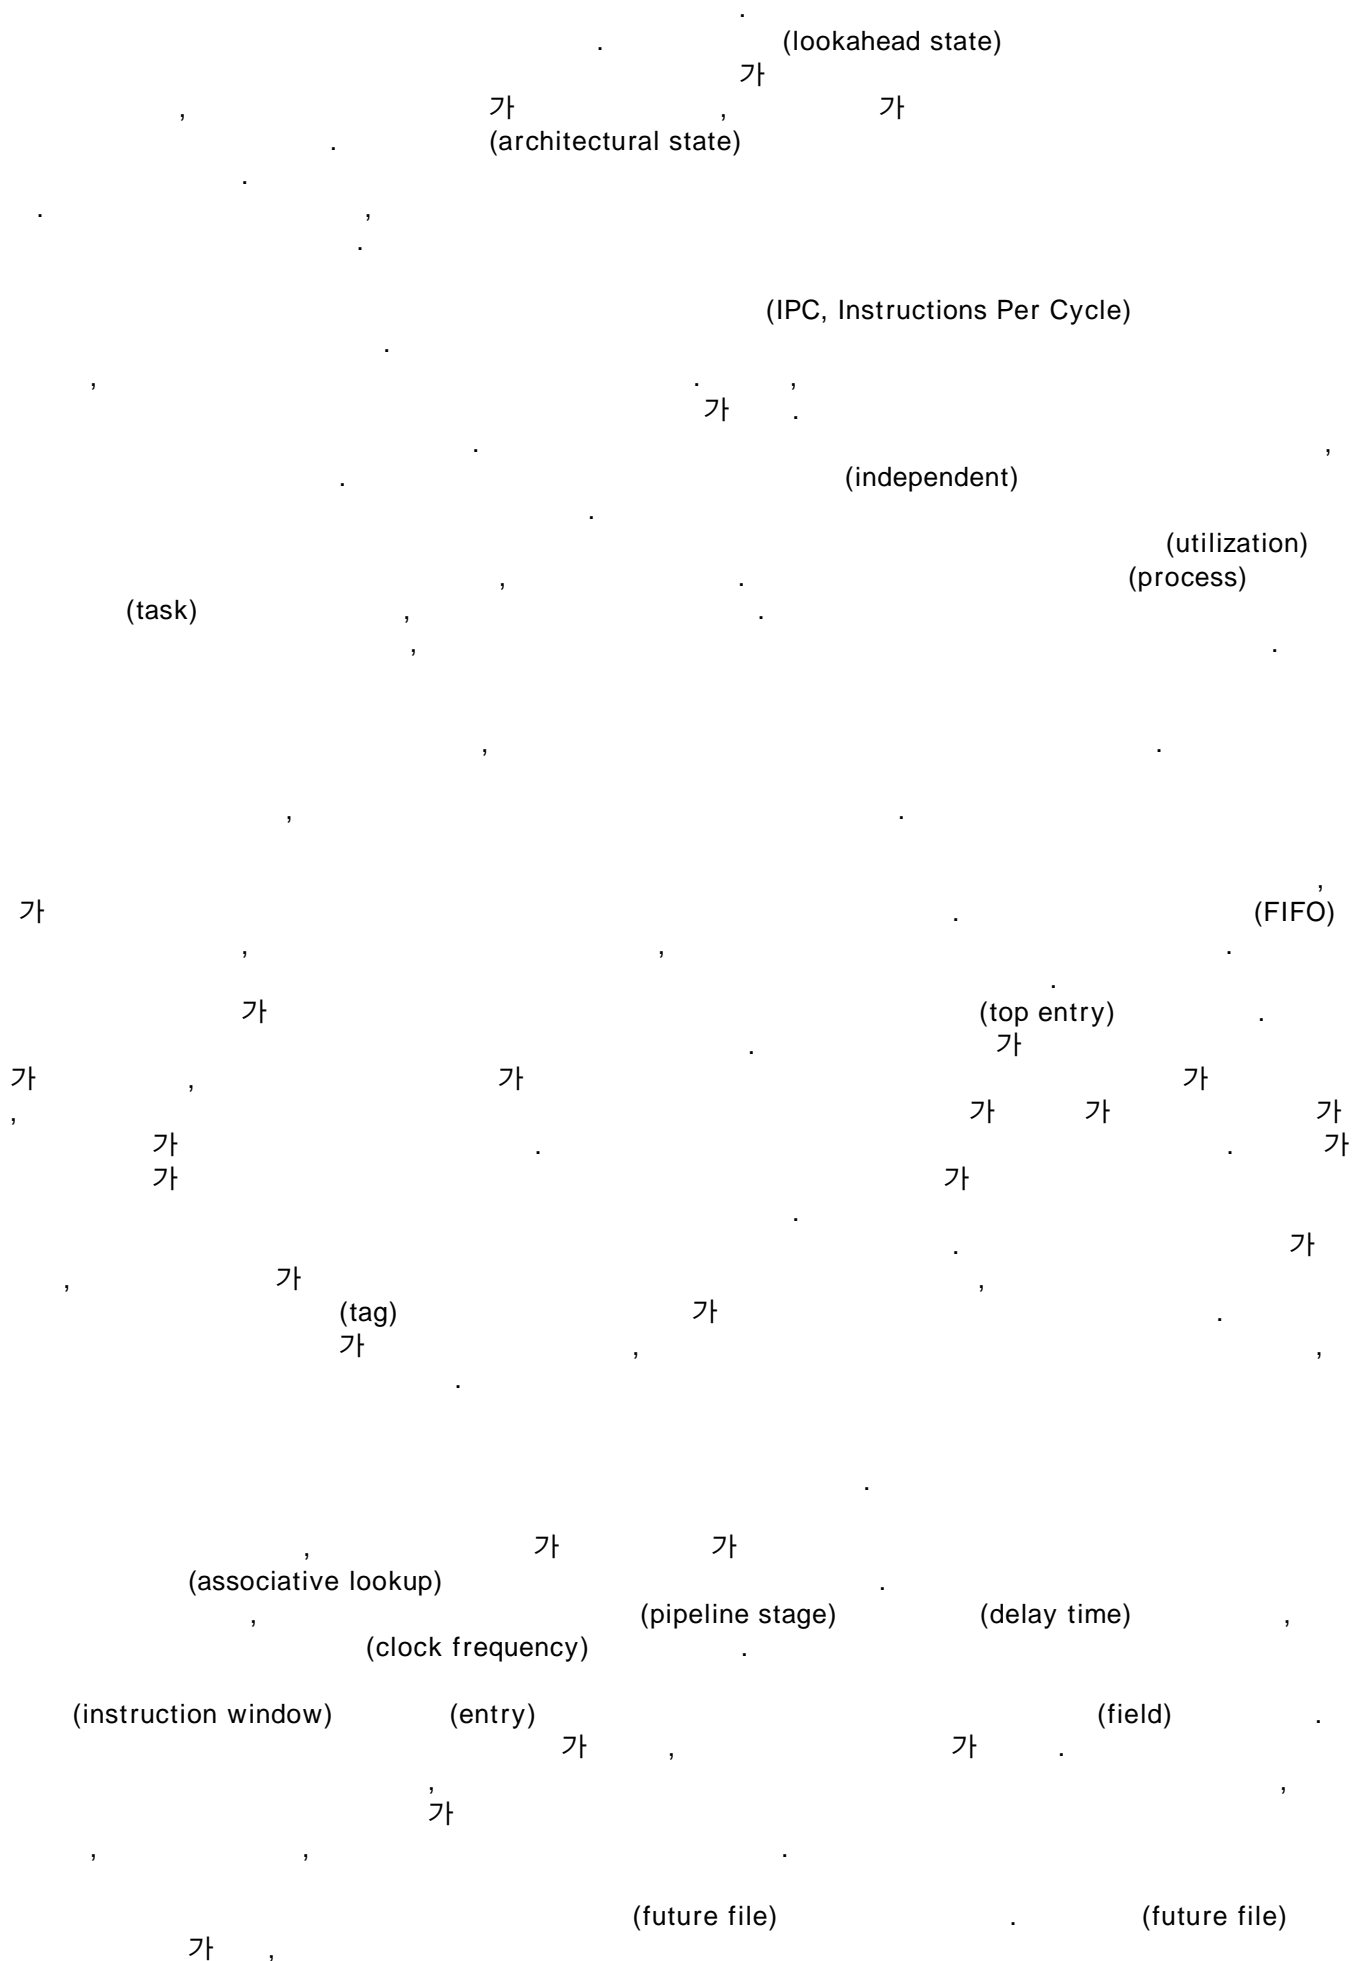 .
. (lookahead state)
가
, 가 , 가
. (architectural state)
.
. ,
.
(IPC, Instructions Per Cycle)
.
, . ,
가 .
. ,
. (independent)
.
(utilization)
, . (process)
(task) , .
, .
, .
, .
,
가 . (FIFO)
, , .
.
가 (top entry) .
. 가
가 , 가 가
, 가 가 가
가 . . 가
가 가
.
. 가
, 가 ,
(tag) 가 .
가 , ,
.
.
, 가 가
(associative lookup) .
, (pipeline stage) (delay time) ,
(clock frequency) .
(instruction window) (entry) (field) .
가 , 가 .
, ,
가
, , .
(future file) . (future file)
가 ,